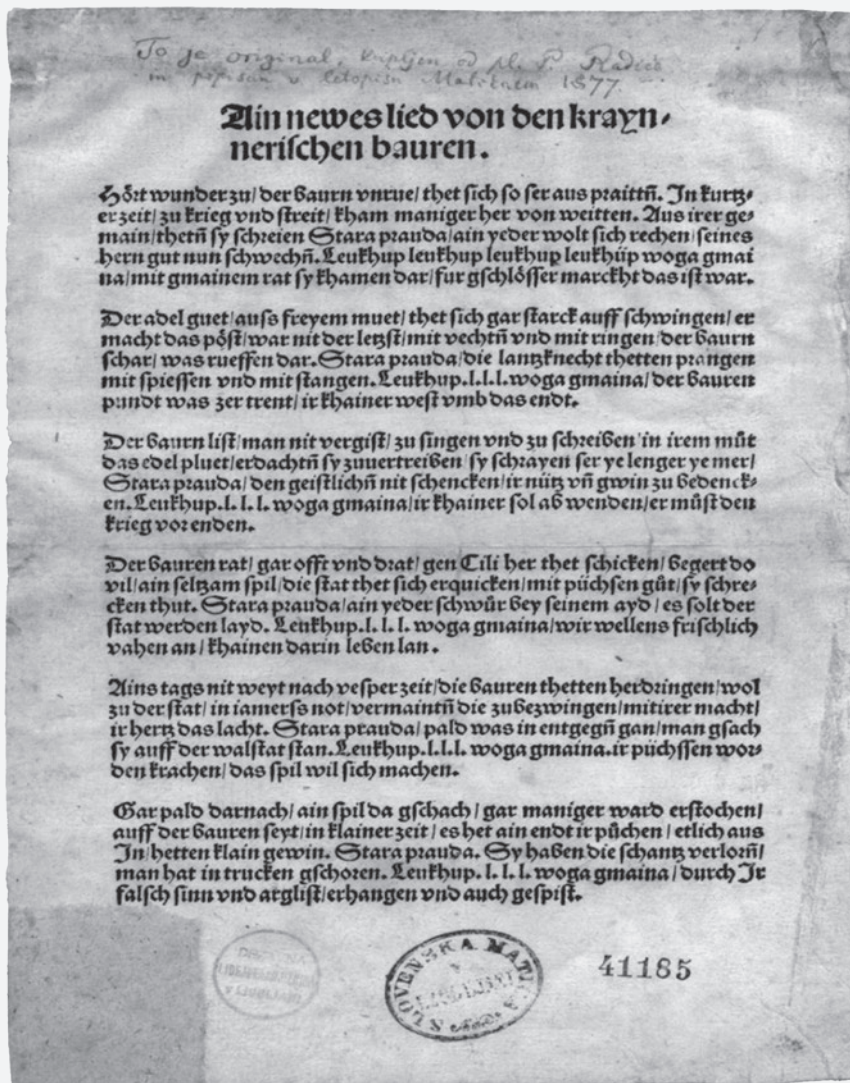 To je original, kupljen od pl. P. Radics
in popisan v letopisu Matičnem 1877
Ain newes lied von den krayn⸗
nerischen bauren.
Hört wunder zu/ der baurn vnrue/ thet sich so ser aus praittñ. In kurtz⸗
er zeit/ zu krieg vnd streit/ kham maniger her von weitten. Aus irer ge⸗
main/ thetñ sy schreien Stara prauda/ ain yeder wolt sich rechen/ seines
hern gut nun schwechñ. Leukhup leukhup leukhup leukhüp woga gmai
na/ mit gmainem rat sy khamen dar/ fur gschlösser marckht das ist war.
Der adel guet/ auss freyem muet/ thet sich gar starck auff schwingen/ er
macht das pöst/ war nit der letzst/ mit vechtñ vnd mit ringen/ der baurn
schar/ was rueffen dar. Stara prauda/ die lantzknecht thetten prangen
mit spiessen vnd mit stangen. Leukhup. l. l. l. woga gmaina/ der bauren
pundt was zer trent/ ir khainer west vmb das endt.
Der baurn list/ man nit vergist/ zu singen vnd zu schreiben/ in irem müt
das edel pluet/ erdachtñ sy zuuertreiben/ sy schrayen ser ye lenger ye mer/
Stara prauda/ den geistlichñ nit schencken/ ir nütz vñ gwin zu bedenck⸗
en. Leukhup. l. l. l. woga gmaina/ ir khainer sol ab wenden/ er müst den
krieg vor enden.
Der bauren rat/ gar offt vnd drat/ gen Cili her thet schicken/ begert do
vil/ ain seltzam spil/ die stat thet sich erquicken/ mit püchsen güt/ sy schre⸗
cken thut. Stara prauda/ ain yeder schwür bey seinem ayd/ es solt der
stat werden layd. Leukhup. l. l. l. woga gmaina/ wir wellens frischlich
vahen an/ khainen darin leben lan.
Ains tags nit weyt nach vesper zeit/ die bauren thetten herdringen/ wol
zu der stat/ in iamerss not/ vermaintñ die zubezwingen/ mit irer macht/
ir hertz das lacht. Stara prauda/ pald was in entgegñ gan/ man gsach
sy auff der walstat stan. Leukhup. l. l. l. woga gmaina. ir püchssen wor⸗
den krachen/ das spil wil sich machen.
Gar pald darnach/ ain spil da gschach/ gar maniger ward erstochen/
auff der bauren seyt/ in klainer zeit/ es het ain endt ir püchen/ etlich aus
In/ hetten klain gewin. Stara prauda. Sy haben die schantz verlorñ/
man hat in trucken gschoren. Leukhup. l. l. l. woga gmaina/ durch Ir
falsch sinn vnd arglist/ erhangen vnd auch gespist.
v LJUBLJANI
SLOVENSKA MATICA
41185